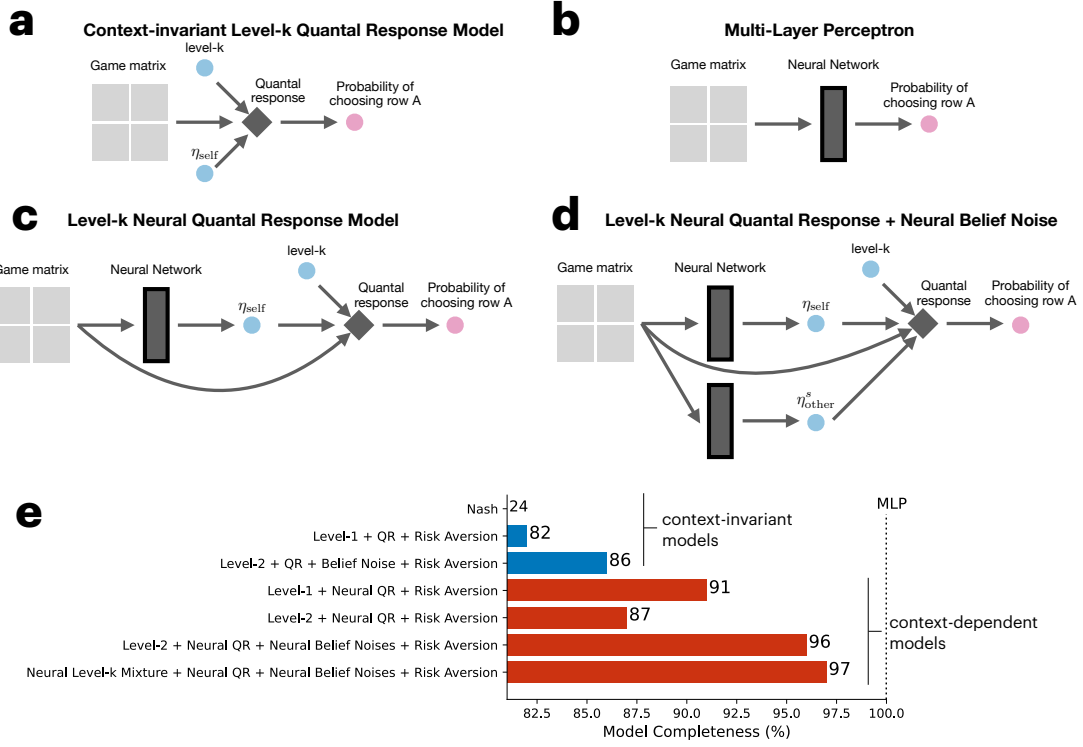 a
Context-invariant Level-k Quantal Response Model
level-k
Game matrix
Quantal
response
Probability of
choosing row A
η_self
b
Multi-Layer Perceptron
Game matrix
Neural Network
Probability of
choosing row A
c
Level-k Neural Quantal Response Model
Game matrix
Neural Network
level-k
η_self
Quantal
response
Probability of
choosing row A
d
Level-k Neural Quantal Response + Neural Belief Noise
Game matrix
Neural Network
level-k
η_self
Quantal
response
Probability of
choosing row A
η^s_other
e
MLP
Nash 24
Level-1 + QR + Risk Aversion 82
Level-2 + QR + Belief Noise + Risk Aversion 86
context-invariant
models
Level-1 + Neural QR + Risk Aversion 91
Level-2 + Neural QR + Risk Aversion 87
Level-2 + Neural QR + Neural Belief Noises + Risk Aversion 96
Neural Level-k Mixture + Neural QR + Neural Belief Noises + Risk Aversion 97
context-dependent
models
82.5 85.0 87.5 90.0 92.5 95.0 97.5 100.0
Model Completeness (%)